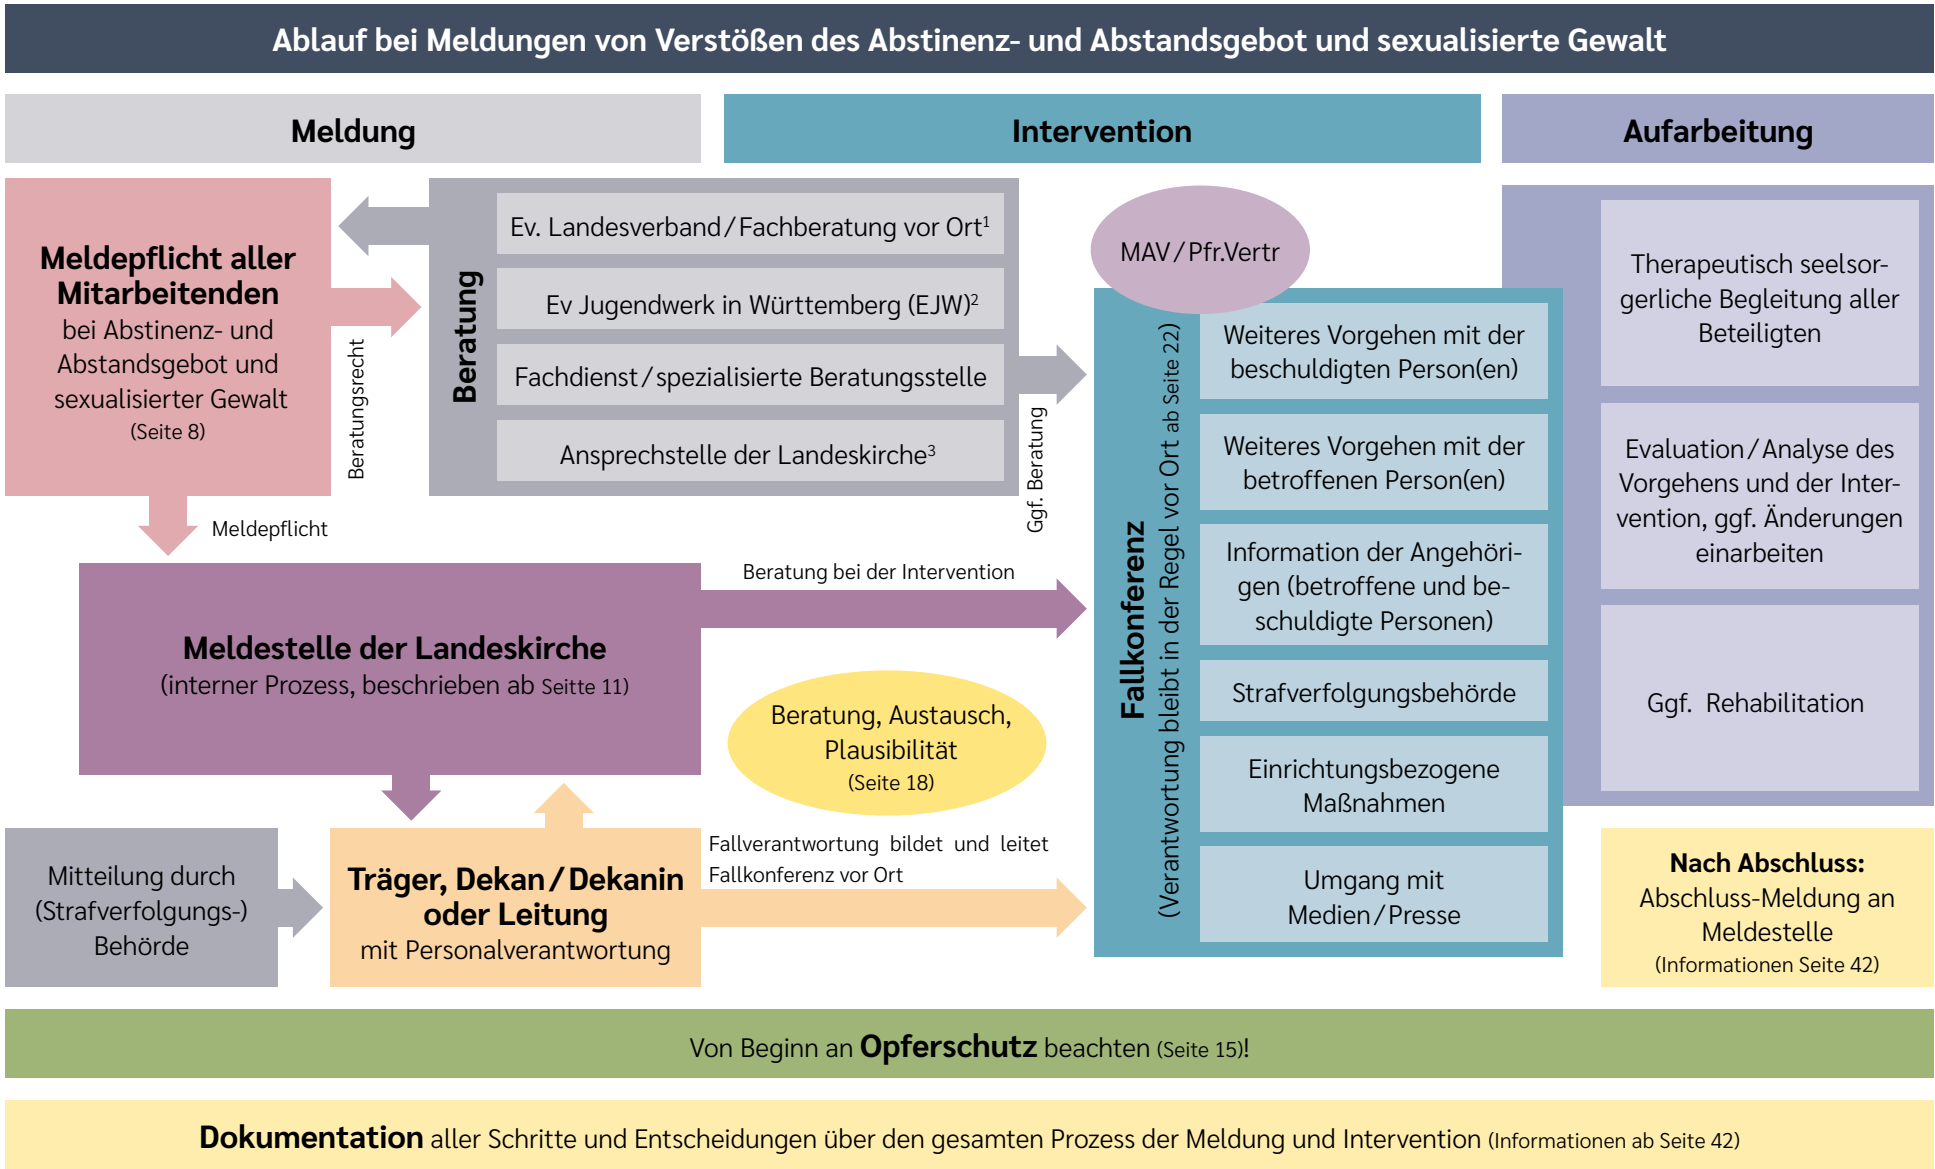 Ablauf bei Meldungen von Verstößen des Abstinenz- und Abstandsgebot und sexualisierte Gewalt
Meldung
Intervention
Aufarbeitung
Meldepflicht aller
Mitarbeitenden
bei Abstinenz- und
Abstandsgebot und
sexualisierter Gewalt
(Seite 8)
Beratungsrecht
Meldepflicht
Beratung
Ev. Landesverband / Fachberatung vor Ort¹
Ev Jugendwerk in Württemberg (EJW)²
Fachdienst / spezialisierte Beratungsstelle
Ansprechstelle der Landeskirche³
Ggf. Beratung
Meldestelle der Landeskirche
(interner Prozess, beschrieben ab Seitte 11)
Beratung bei der Intervention
Beratung, Austausch,
Plausibilität
(Seite 18)
Mitteilung durch
(Strafverfolgungs-)
Behörde
Träger, Dekan / Dekanin
oder Leitung
mit Personalverantwortung
Fallverantwortung bildet und leitet
Fallkonferenz vor Ort
MAV / Pfr.Vertr
Fallkonferenz
(Verantwortung bleibt in der Regel vor Ort ab Seite 22)
Weiteres Vorgehen mit der
beschuldigten Person(en)
Weiteres Vorgehen mit der
betroffenen Person(en)
Information der Angehöri-
gen (betroffene und be-
schuldigte Personen)
Strafverfolgungsbehörde
Einrichtungsbezogene
Maßnahmen
Umgang mit
Medien / Presse
Therapeutisch seelsor-
gerliche Begleitung aller
Beteiligten
Evaluation / Analyse des
Vorgehens und der Inter-
vention, ggf. Änderungen
einarbeiten
Ggf. Rehabilitation
Nach Abschluss:
Abschluss-Meldung an
Meldestelle
(Informationen Seite 42)
Von Beginn an Opferschutz beachten (Seite 15)!
Dokumentation aller Schritte und Entscheidungen über den gesamten Prozess der Meldung und Intervention (Informationen ab Seite 42)